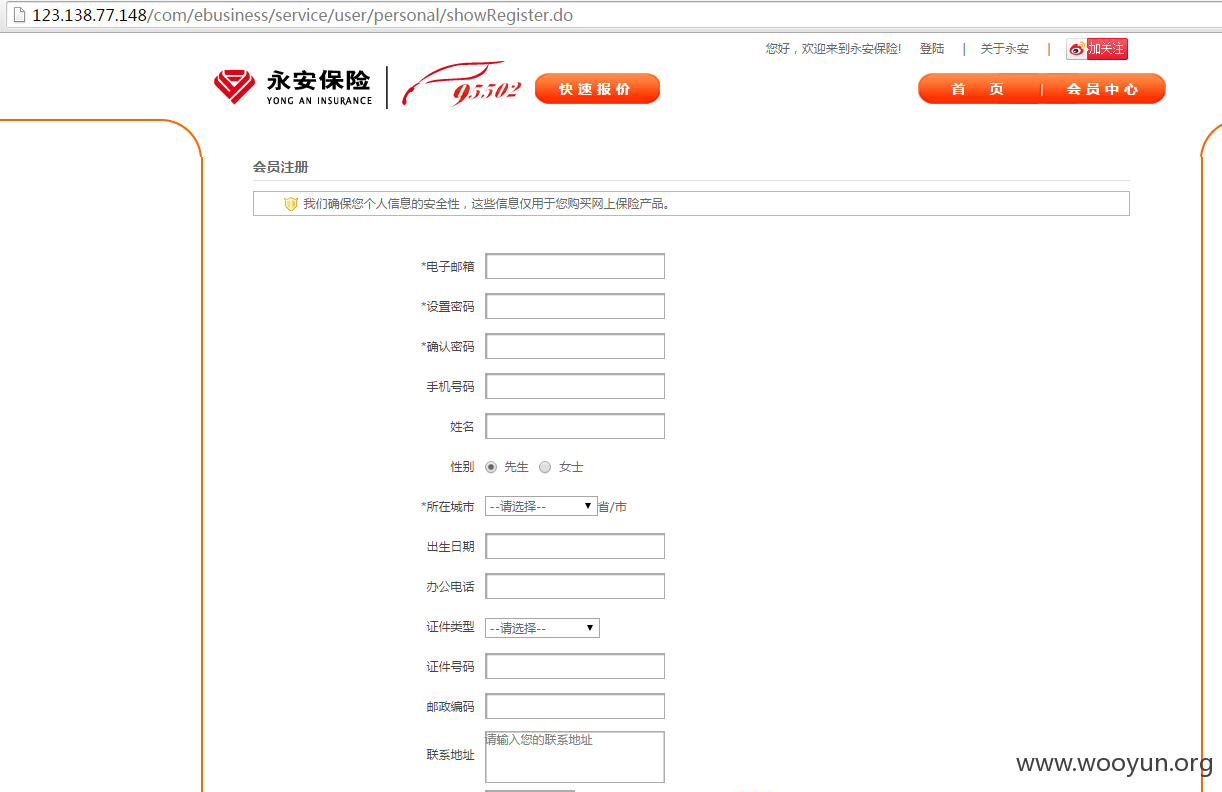 123.138.77.148/com/ebusiness/service/user/personal/showRegister.do
您好，欢迎来到永安保险! 登陆 | 关于永安 | 加关注
永安保险
YONG AN INSURANCE
95502
快速报价
首 页 | 会员中心
会员注册
我们确保您个人信息的安全性，这些信息仅用于您购买网上保险产品。
*电子邮箱
*设置密码
*确认密码
手机号码
姓名
性别 先生 女士
*所在城市 --请选择-- 省/市
出生日期
办公电话
证件类型 --请选择--
证件号码
邮政编码
联系地址 请输入您的联系地址
www.wooyun.org